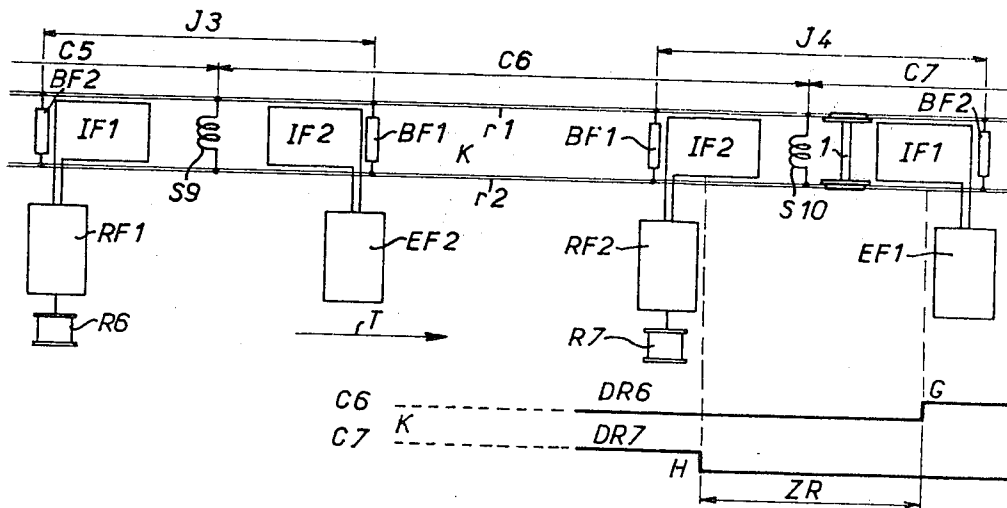 J3
J4
C5
C6
C7
BF2
BF2
IF1
S9
IF2
BF1
r1
K
r2
BF1
IF2
S10
1
IF1
RF1
EF2
RF2
EF1
R6
T
R7
C6
DR6
G
K
C7
DR7
H
ZR